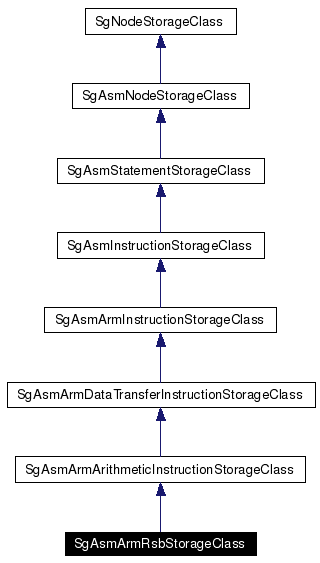 SgNodeStorageClass
SgAsmNodeStorageClass
SgAsmStatementStorageClass
SgAsmInstructionStorageClass
SgAsmArmInstructionStorageClass
SgAsmArmDataTransferInstructionStorageClass
SgAsmArmArithmeticInstructionStorageClass
SgAsmArmRsbStorageClass